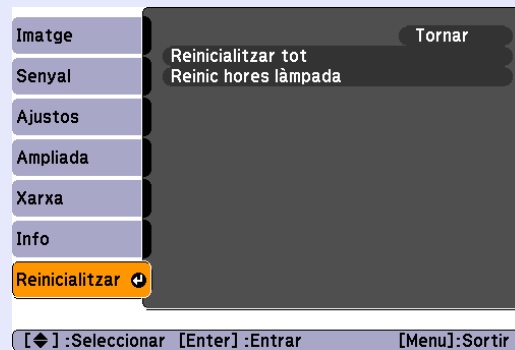 Imatge
Senyal
Ajustos
Ampliada
Xarxa
Info
Reinicialitzar
Tornar
Reinicialitzar tot
Reinic hores làmpada
[ ] :Seleccionar [Enter] :Entrar [Menu]:Sortir